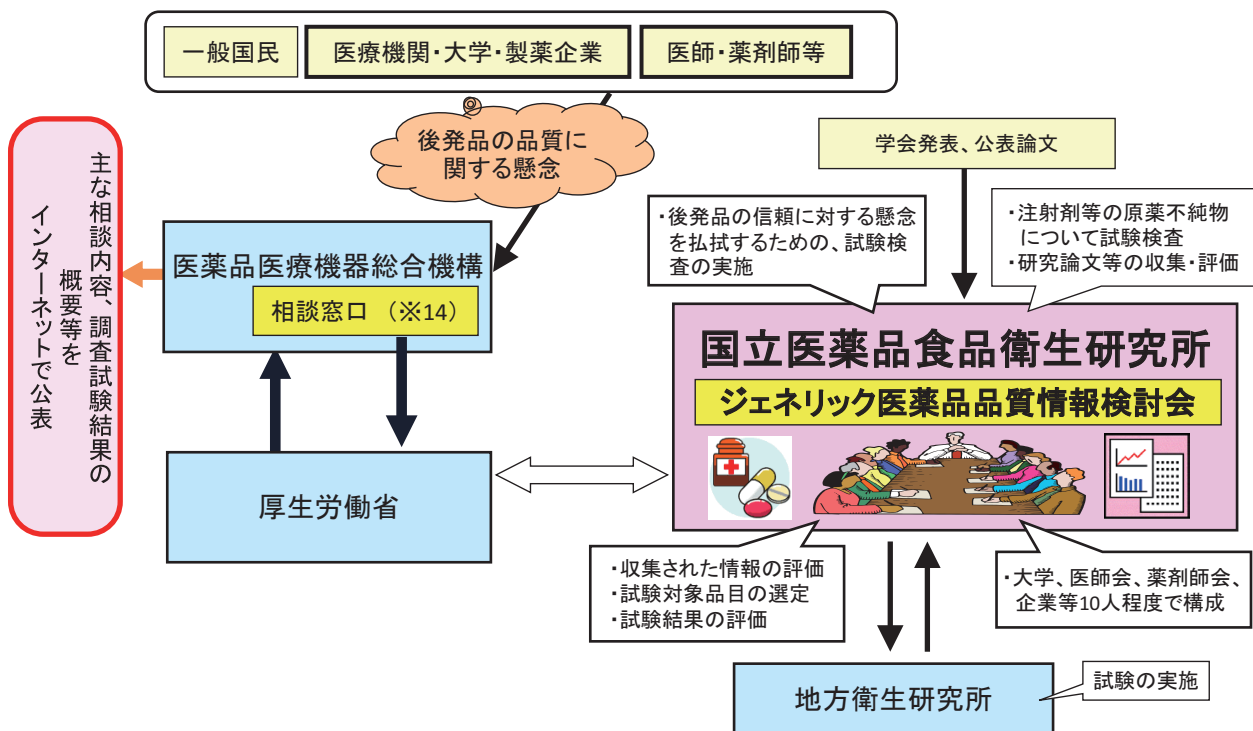 一般国民
医療機関・大学・製薬企業
医師・薬剤師等
後発品の品質に
関する懸念
学会発表、公表論文
主な相談内容、調査試験結果の
概要等を
インターネットで公表
医薬品医療機器総合機構
相談窓口 (※14)
・後発品の信頼に対する懸念
を払拭するための、試験検
査の実施
・注射剤等の原薬不純物
について試験検査
・研究論文等の収集・評価
国立医薬品食品衛生研究所
ジェネリック医薬品品質情報検討会
厚生労働省
・収集された情報の評価
・試験対象品目の選定
・試験結果の評価
・大学、医師会、薬剤師会、
企業等10人程度で構成
地方衛生研究所
試験の実施